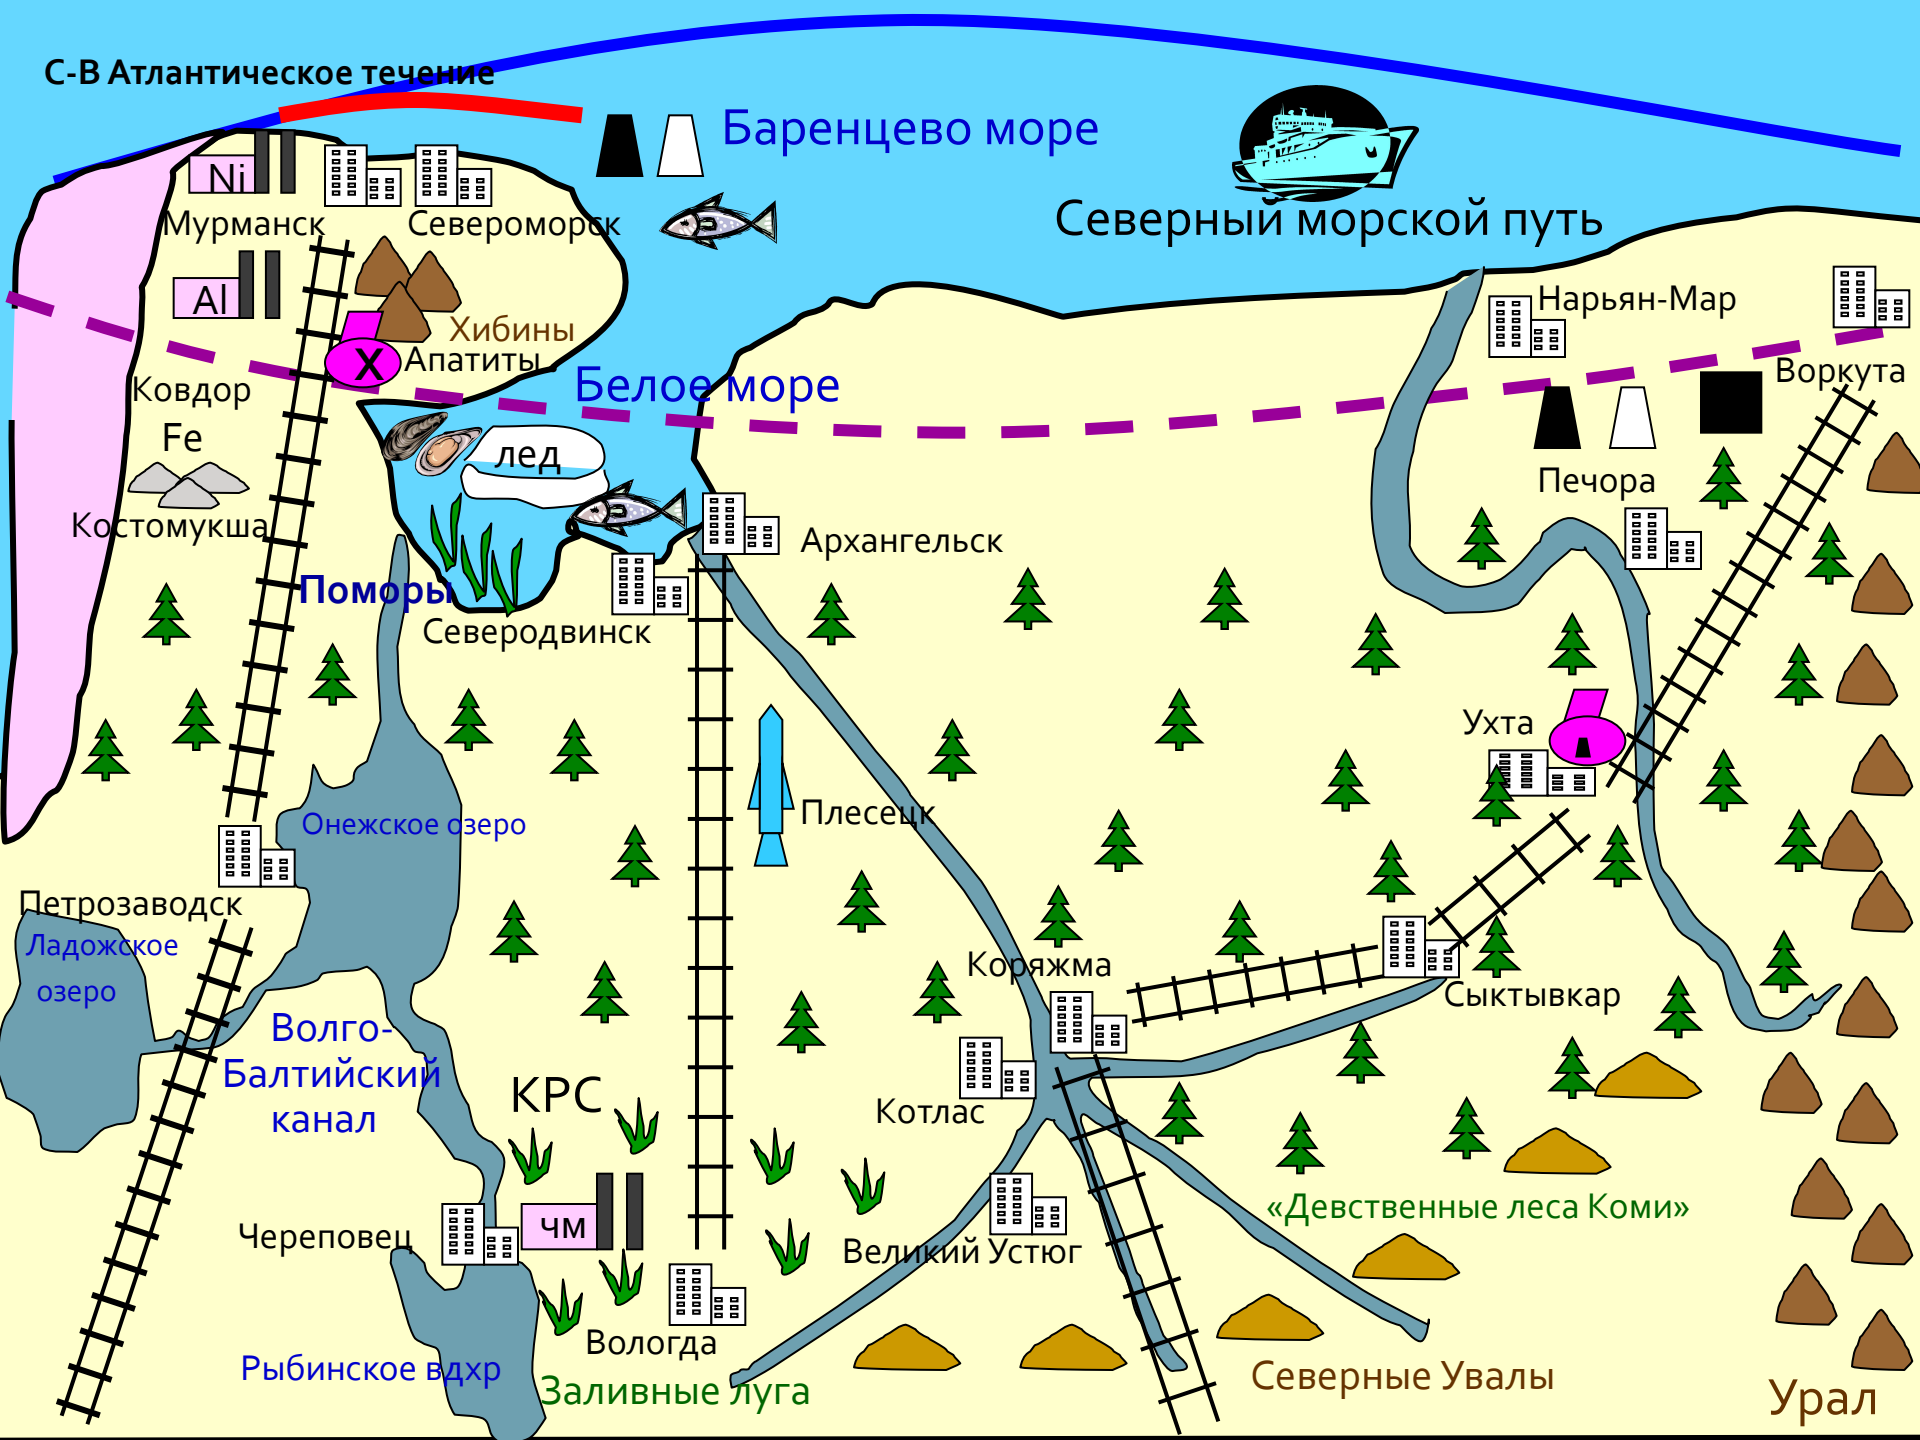 С-В Атлантическое течение
Баренцево море
Северный морской путь
Ni
Мурманск
Североморск
Al
Хибины
Апатиты
X
Нарьян-Мар
Воркута
Белое море
Ковдор
Fe
лед
Печора
Костомукша
Архангельск
Поморы
Северодвинск
Ухта
Плесецк
Онежское озеро
Петрозаводск
Ладожское
озеро
Коряжма
Сыктывкар
Волго-
Балтийский
канал
КРС
Котлас
«Девственные леса Коми»
Череповец
чм
Великий Устюг
Вологда
Рыбинское вдхр
Заливные луга
Северные Увалы
Урал